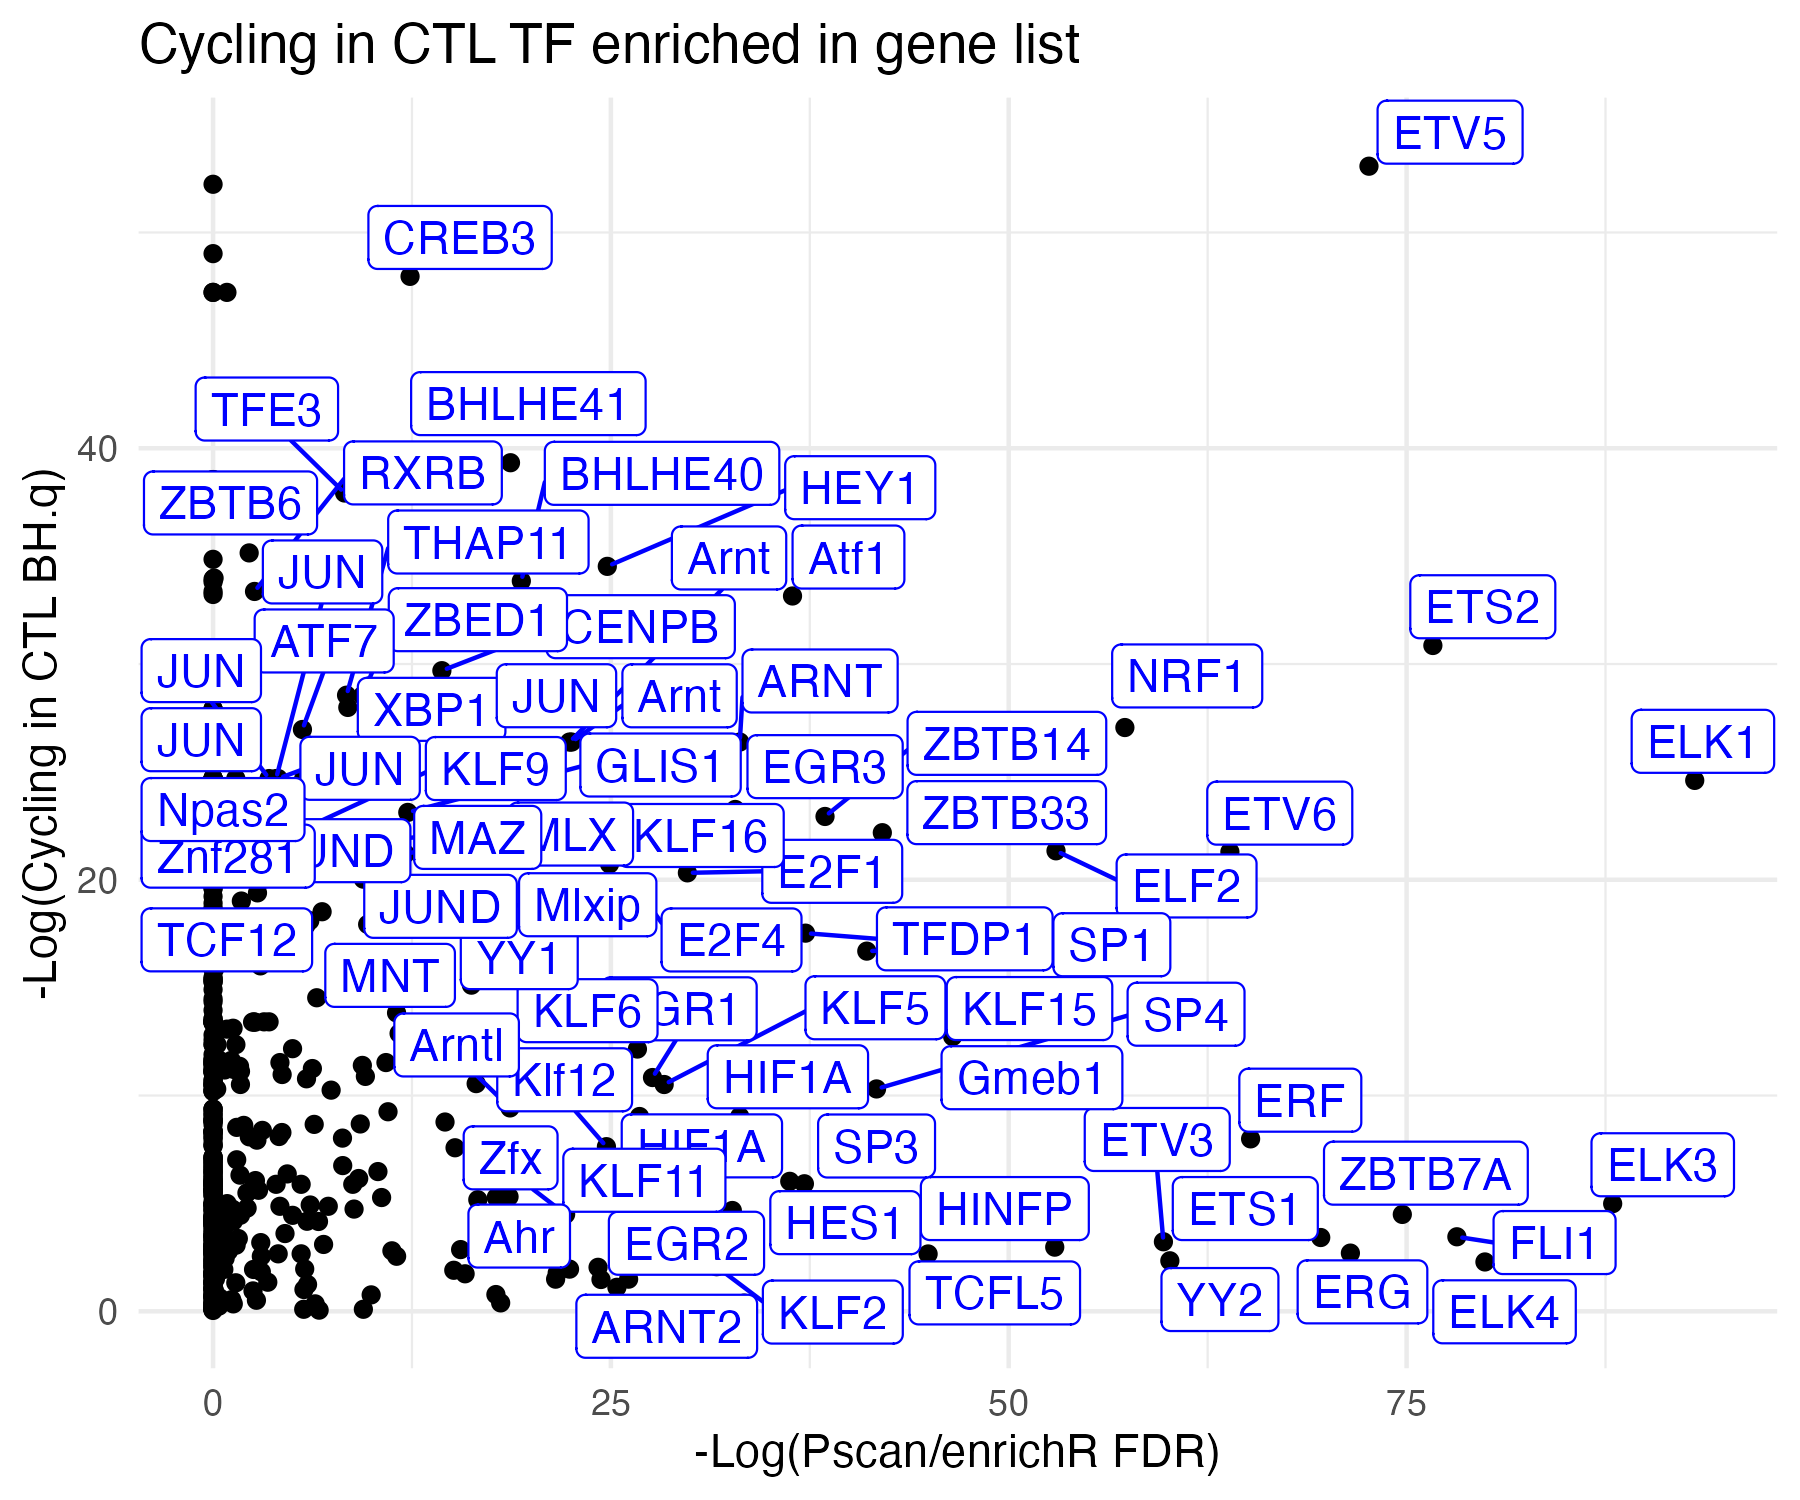 Cycling in CTL TF enriched in gene list
ETV5
CREB3
TFE3
BHLHE41
40
RXRB
BHLHE40
HEY1
ZBTB6
THAP11
Arnt
Atf1
JUN
ETS2
ZBED1
CENPB
ATF7
JUN
NRF1
ARNT
XBP1
JUN
Arnt
JUN
ZBTB14
ELK1
JUN
KLF9
GLIS1
EGR3
Npas2
ZBTB33
ETV6
MAZ
MLX
KLF16
Znf281
JUND
E2F1
20
ELF2
JUND
Mlxip
TCF12
E2F4
TFDP1
SP1
MNT
YY1
KLF6
EGR1
KLF5
KLF15
SP4
Arntl
Klf12
HIF1A
Gmeb1
ERF
Zfx
HIF1A
SP3
ETV3
ZBTB7A
ELK3
KLF11
Ahr
EGR2
HES1
HINFP
ETS1
FLI1
ARNT2
KLF2
TCFL5
YY2
ERG
ELK4
0
0
25
50
75
-Log(Pscan/enrichR FDR)
-Log(Cycling in CTL BH.q)